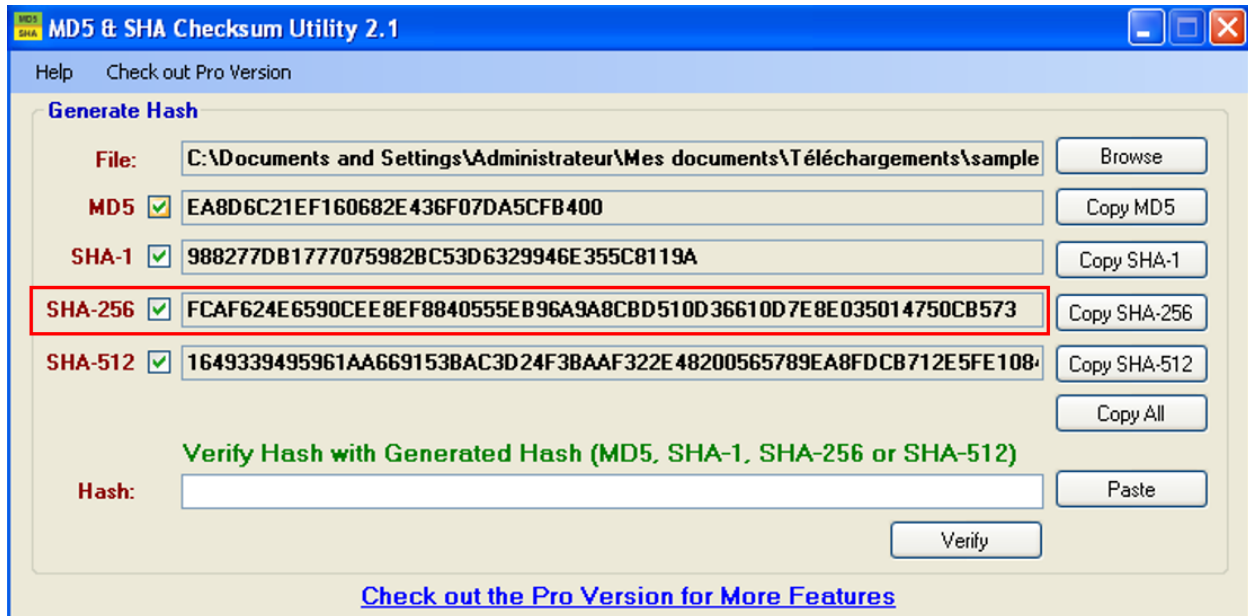 MD5 SHA MD5 & SHA Checksum Utility 2.1
Help Check out Pro Version
Generate Hash
File: C:\Documents and Settings\Administrateur\Mes documents\Téléchargements\sample Browse
MD5 EA8D6C21EF160682E436F07DA5CFB400 Copy MD5
SHA-1 988277DB1777075982BC53D6329946E355C8119A Copy SHA-1
SHA-256 FCAF624E6590CEE8EF8840555EB96A9A8CBD510D36610D7E8E035014750CB573 Copy SHA-256
SHA-512 1649339495961AA669153BAC3D24F3BAAF322E48200565789EA8FDCB712E5FE1084 Copy SHA-512
Copy All
Verify Hash with Generated Hash (MD5, SHA-1, SHA-256 or SHA-512)
Hash: Paste
Verify
Check out the Pro Version for More Features